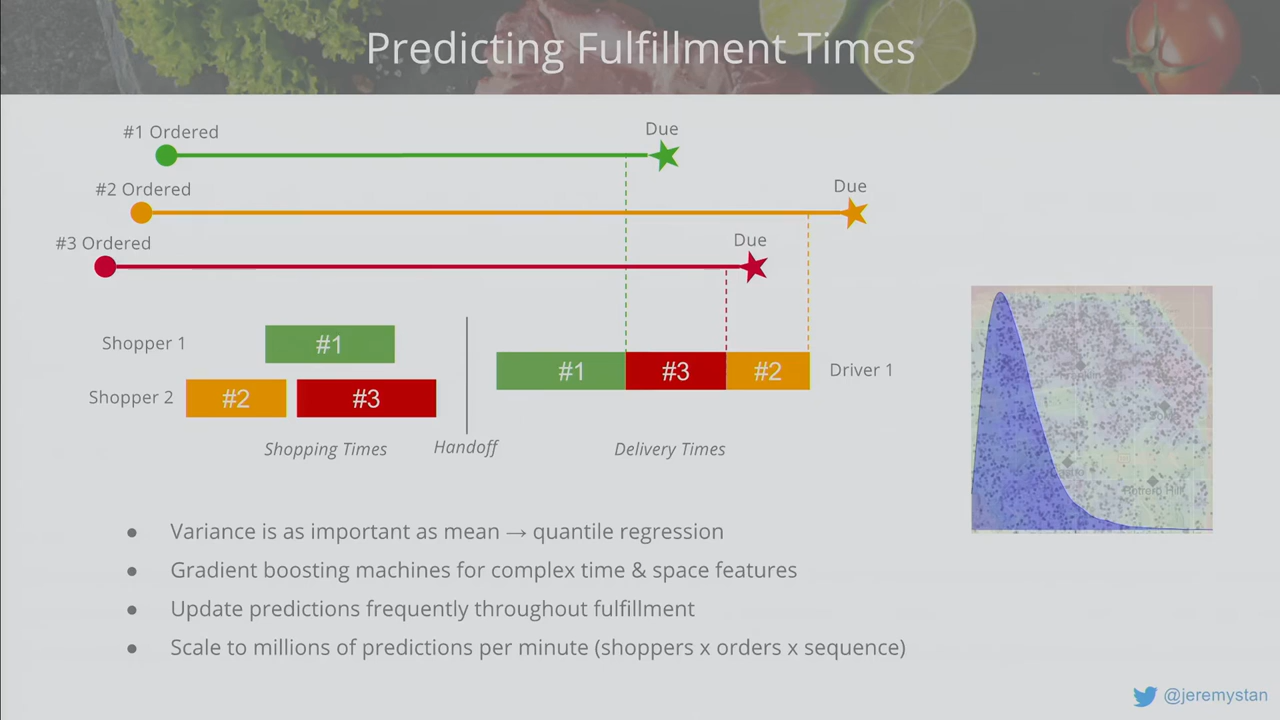 Predicting Fulfillment Times
#1 Ordered
Due
#2 Ordered
Due
#3 Ordered
Due
Shopper 1
#1
Shopper 2
#2
#3
#1
#3
#2
Driver 1
Shopping Times
Handoff
Delivery Times
● Variance is as important as mean → quantile regression
● Gradient boosting machines for complex time & space features
● Update predictions frequently throughout fulfillment
● Scale to millions of predictions per minute (shoppers x orders x sequence)
@jeremystan